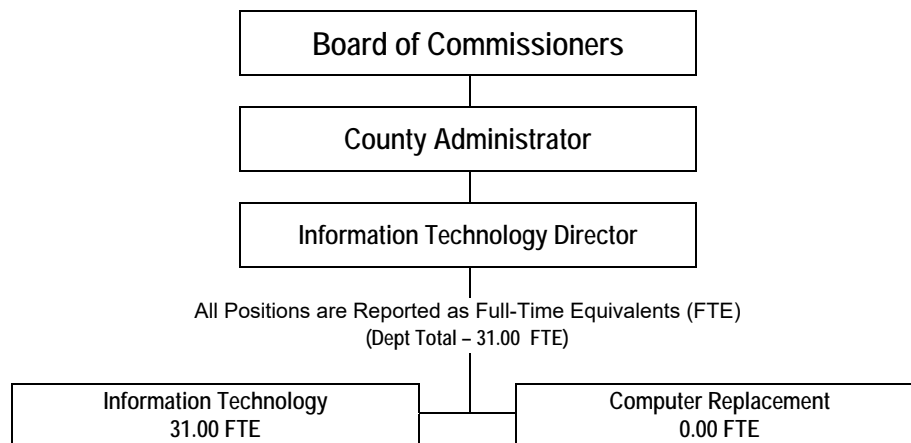 Board of Commissioners
County Administrator
Information Technology Director
All Positions are Reported as Full-Time Equivalents (FTE)
(Dept Total – 31.00 FTE)
Information Technology
31.00 FTE
Computer Replacement
0.00 FTE